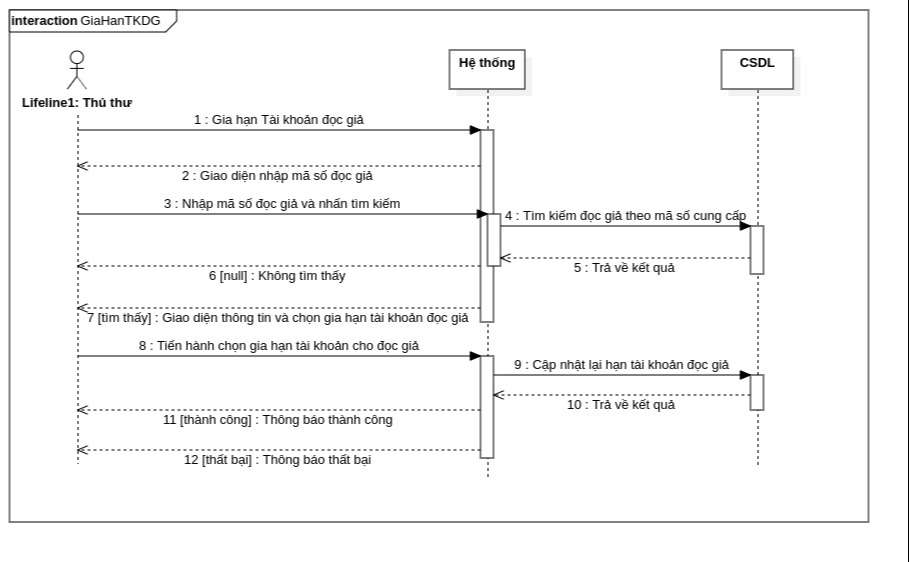 interaction GiaHanTKDG
Hệ thống
CSDL
Lifeline1: Thủ thư
1 : Gia hạn Tài khoản đọc giả
2 : Giao diện nhập mã số đọc giả
3 : Nhập mã số đọc giả và nhấn tìm kiếm
4 : Tìm kiếm đọc giả theo mã số cung cấp
5 : Trả về kết quả
6 [null] : Không tìm thấy
7 [tìm thấy] : Giao diện thông tin và chọn gia hạn tài khoản đọc giả
8 : Tiến hành chọn gia hạn tài khoản cho đọc giả
9 : Cập nhật lại hạn tài khoản đọc giả
10 : Trả về kết quả
11 [thành công] : Thông báo thành công
12 [thất bại] : Thông báo thất bại